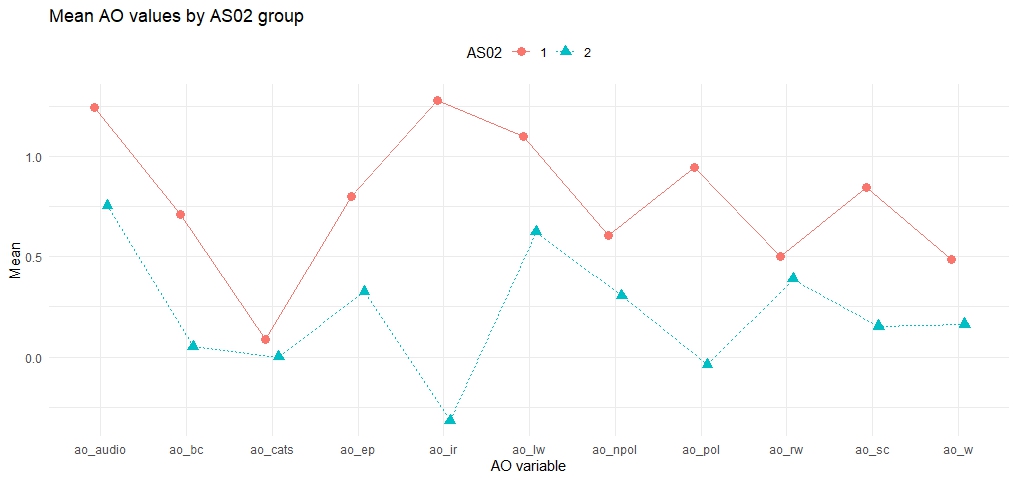 Mean AO values by AS02 group
AS02 1 2
Mean
1.0
0.5
0.0
ao_audio ao_bc ao_cats ao_ep ao_ir ao_lw ao_npol ao_pol ao_rw ao_sc ao_w
AO variable